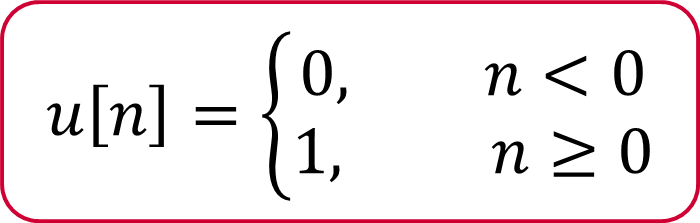 u[n] = {0, n < 0
1, n ≥ 0